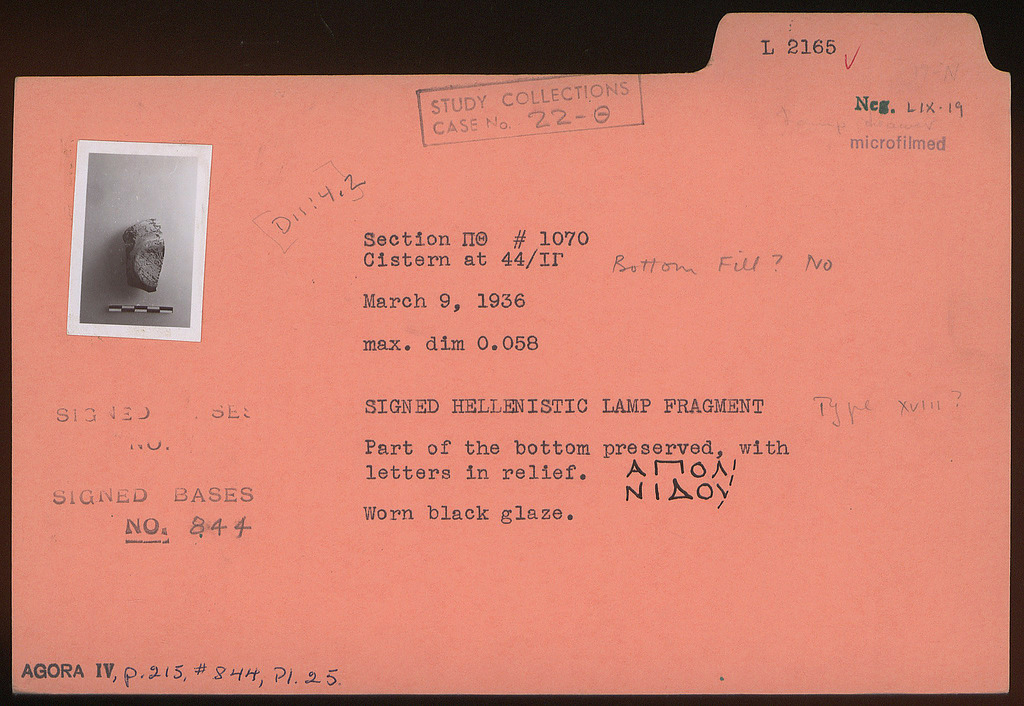 L 2165 ✓
Neg. LIX-19
microfilmed
STUDY COLLECTIONS
CASE No. 22-Θ
D11:4.2
Section ΠΘ # 1070
Cistern at 44/ΙΓ Bottom Fill? No
March 9, 1936
max. dim 0.058
SIGNED HELLENISTIC LAMP FRAGMENT Type XVIII?
Part of the bottom preserved, with
letters in relief. ΑΠΟΛ
ΝΙΔΟΥ
Worn black glaze.
NO.
SIGNED BASES
NO. 844
AGORA IV, p.215, #844, Pl. 25.